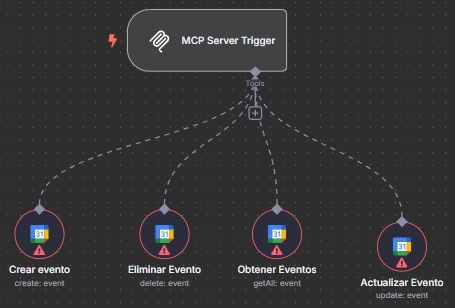 MCP Server Trigger
Tools
31
31
31
31
Crear evento
create: event
Eliminar Evento
delete: event
Obtener Eventos
getAll: event
Actualizar Evento
update: event